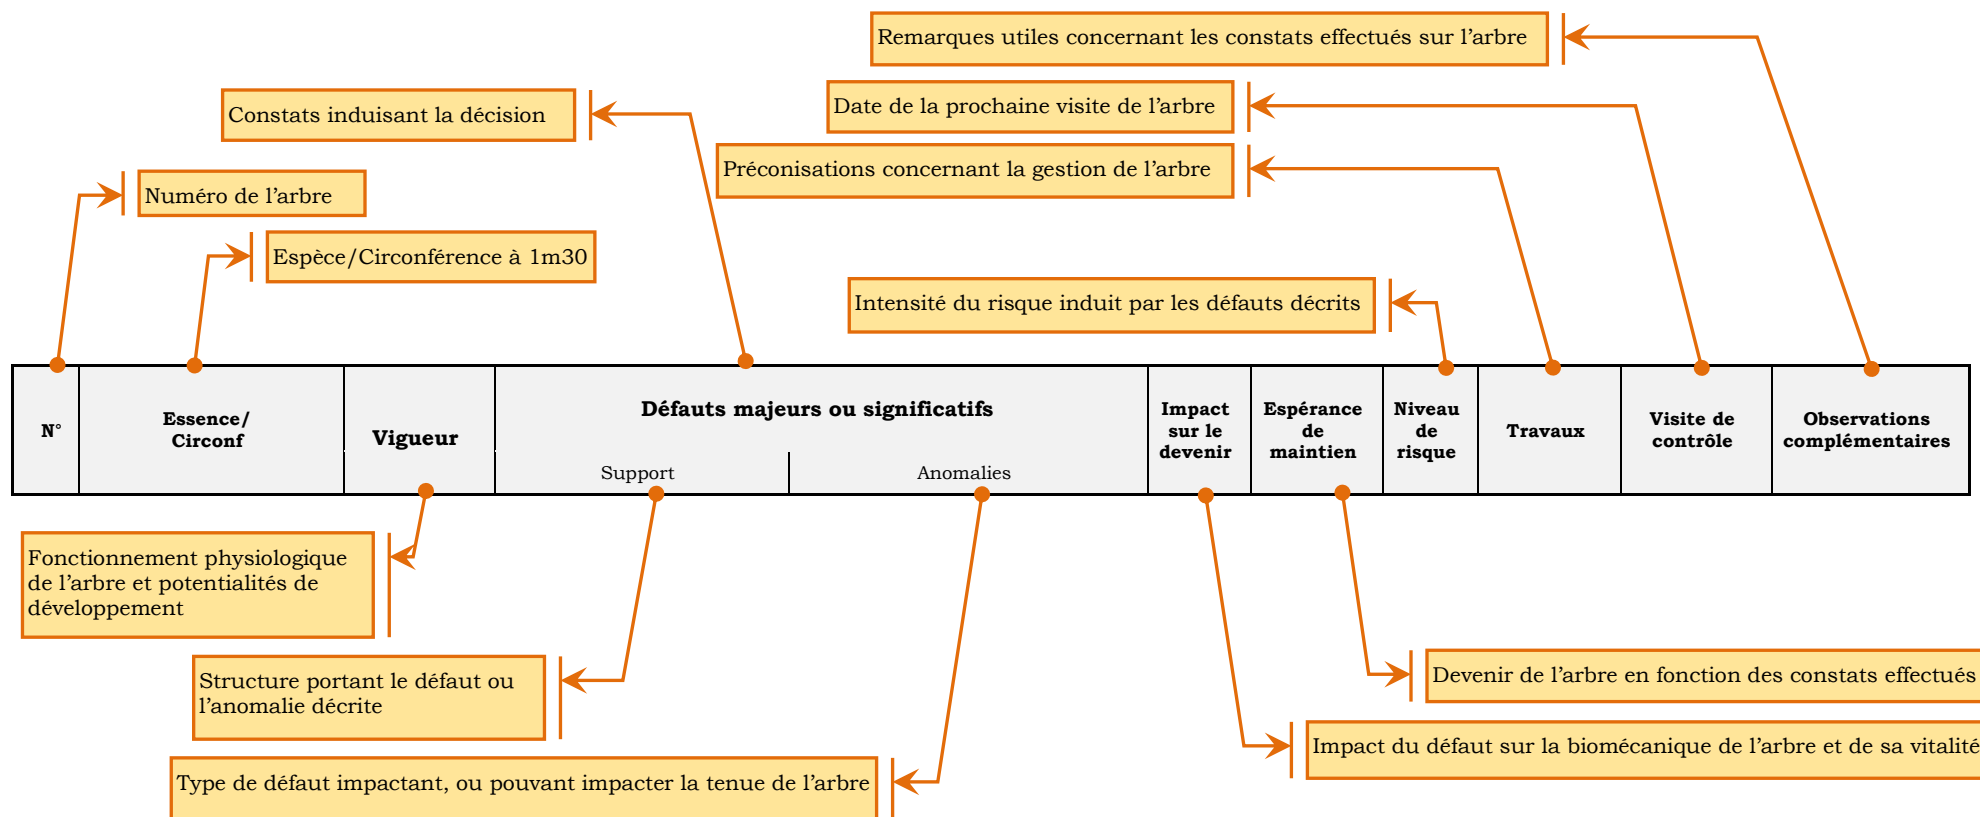 Remarques utiles concernant les constats effectués sur l’arbre
Constats induisant la décision
Date de la prochaine visite de l’arbre
Préconisations concernant la gestion de l’arbre
Numéro de l’arbre
Espèce/Circonférence à 1m30
Intensité du risque induit par les défauts décrits
N°
Essence/
Circonf
Vigueur
Défauts majeurs ou significatifs
Support
Anomalies
Impact
sur le
devenir
Espérance
de
maintien
Niveau
de
risque
Travaux
Visite de
contrôle
Observations
complémentaires
Fonctionnement physiologique
de l’arbre et potentialités de
développement
Structure portant le défaut ou
l’anomalie décrite
Devenir de l’arbre en fonction des constats effectués
Impact du défaut sur la biomécanique de l’arbre et de sa vitalité
Type de défaut impactant, ou pouvant impacter la tenue de l’arbre